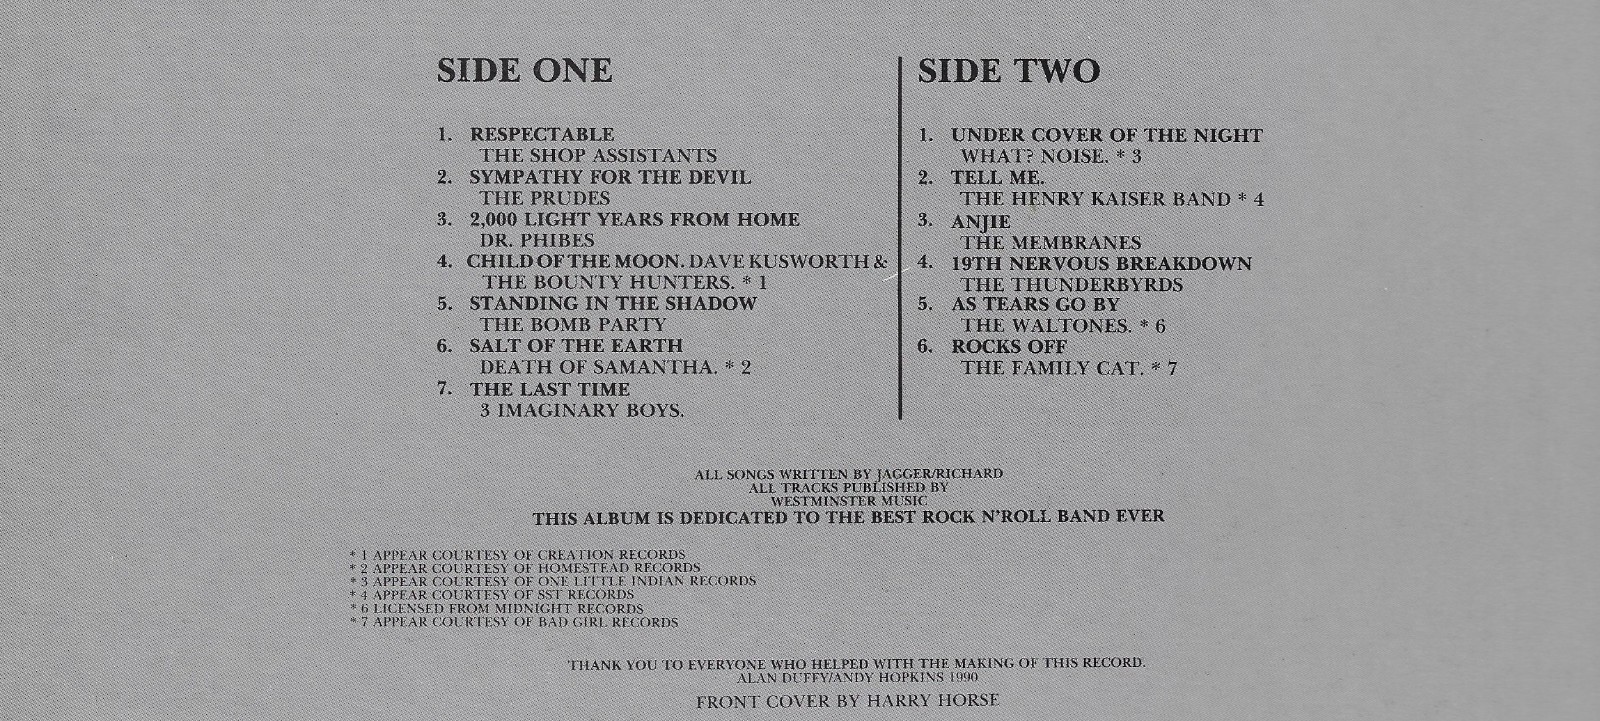 SIDE ONE
1. RESPECTABLE
THE SHOP ASSISTANTS
2. SYMPATHY FOR THE DEVIL
THE PRUDES
3. 2,000 LIGHT YEARS FROM HOME
DR. PHIBES
4. CHILD OF THE MOON. DAVE KUSWORTH &
THE BOUNTY HUNTERS. * 1
5. STANDING IN THE SHADOW
THE BOMB PARTY
6. SALT OF THE EARTH
DEATH OF SAMANTHA. * 2
7. THE LAST TIME
3 IMAGINARY BOYS.
SIDE TWO
1. UNDER COVER OF THE NIGHT
WHAT? NOISE. * 3
2. TELL ME.
THE HENRY KAISER BAND * 4
3. ANJIE
THE MEMBRANES
4. 19TH NERVOUS BREAKDOWN
THE THUNDERBYRDS
5. AS TEARS GO BY
THE WALTONES. * 6
6. ROCKS OFF
THE FAMILY CAT. * 7
ALL SONGS WRITTEN BY JAGGER/RICHARD
ALL TRACKS PUBLISHED BY
WESTMINSTER MUSIC
THIS ALBUM IS DEDICATED TO THE BEST ROCK N'ROLL BAND EVER
* 1 APPEAR COURTESY OF CREATION RECORDS
* 2 APPEAR COURTESY OF HOMESTEAD RECORDS
* 3 APPEAR COURTESY OF ONE LITTLE INDIAN RECORDS
* 4 APPEAR COURTESY OF SST RECORDS
* 6 LICENSED FROM MIDNIGHT RECORDS
* 7 APPEAR COURTESY OF BAD GIRL RECORDS
THANK YOU TO EVERYONE WHO HELPED WITH THE MAKING OF THIS RECORD.
ALAN DUFFY/ANDY HOPKINS 1990
FRONT COVER BY HARRY HORSE